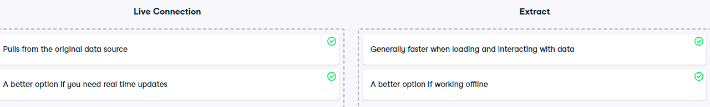 Live Connection
Extract
Pulls from the original data source
Generally faster when loading and interacting with data
A better option if you need real time updates
A better option if working offline